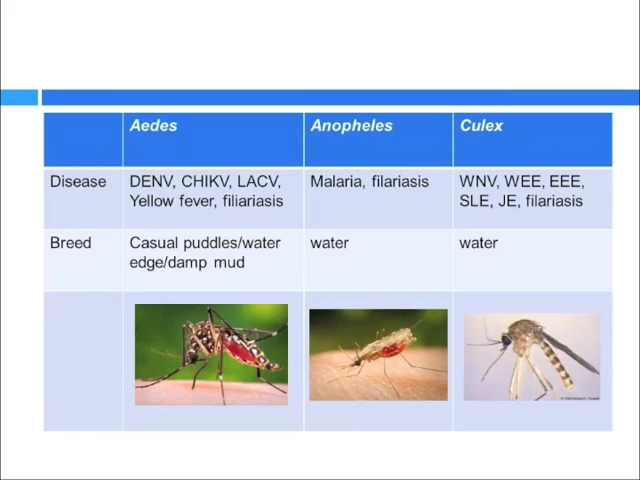 Aedes Anopheles Culex
Disease DENV, CHIKV, LACV, Malaria, filariasis WNV, WEE, EEE,
Yellow fever, filiariasis SLE, JE, filariasis
Breed Casual puddles/water water water
edge/damp mud